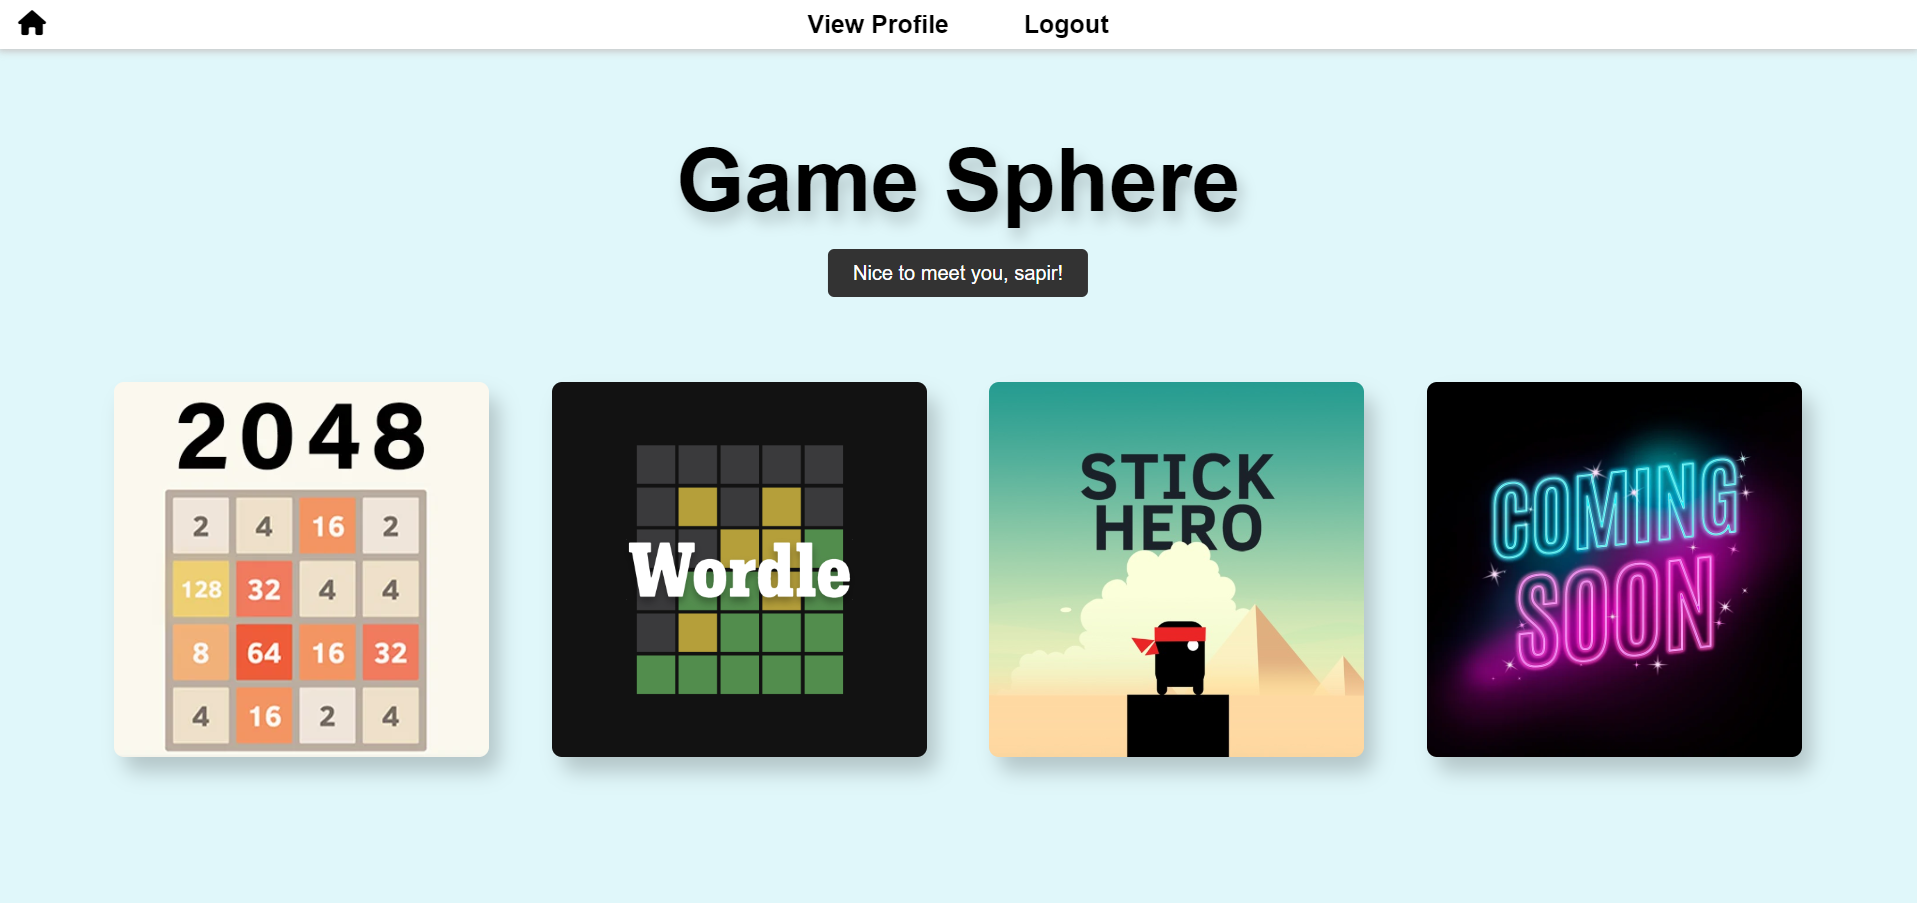 View Profile Logout
Game Sphere
Nice to meet you, sapir!
2048
2 4 16 2
128 32 4 4
8 64 16 32
4 16 2 4
Wordle
STICK
HERO
COMING
SOON